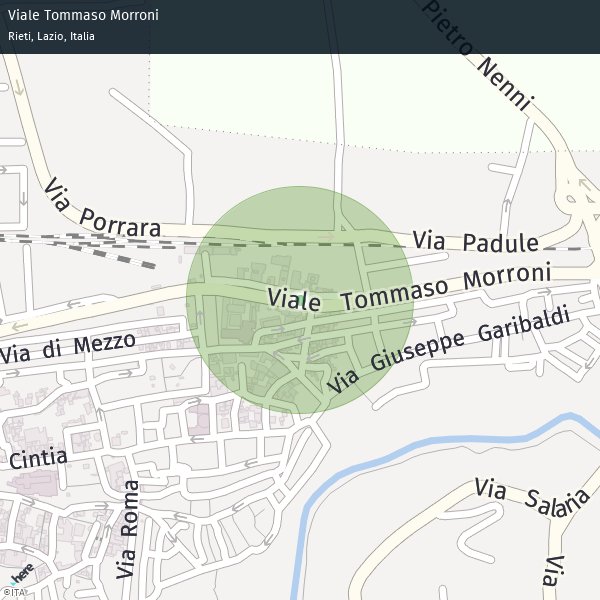 Viale Tommaso Morroni
Rieti, Lazio, Italia
Pietro Nenni
Via Porrara
Via Padule
Viale Tommaso Morroni
Via di Mezzo
Via Giuseppe Garibaldi
Cintia
Via Roma
Via Salaria
Via
here
©ITA